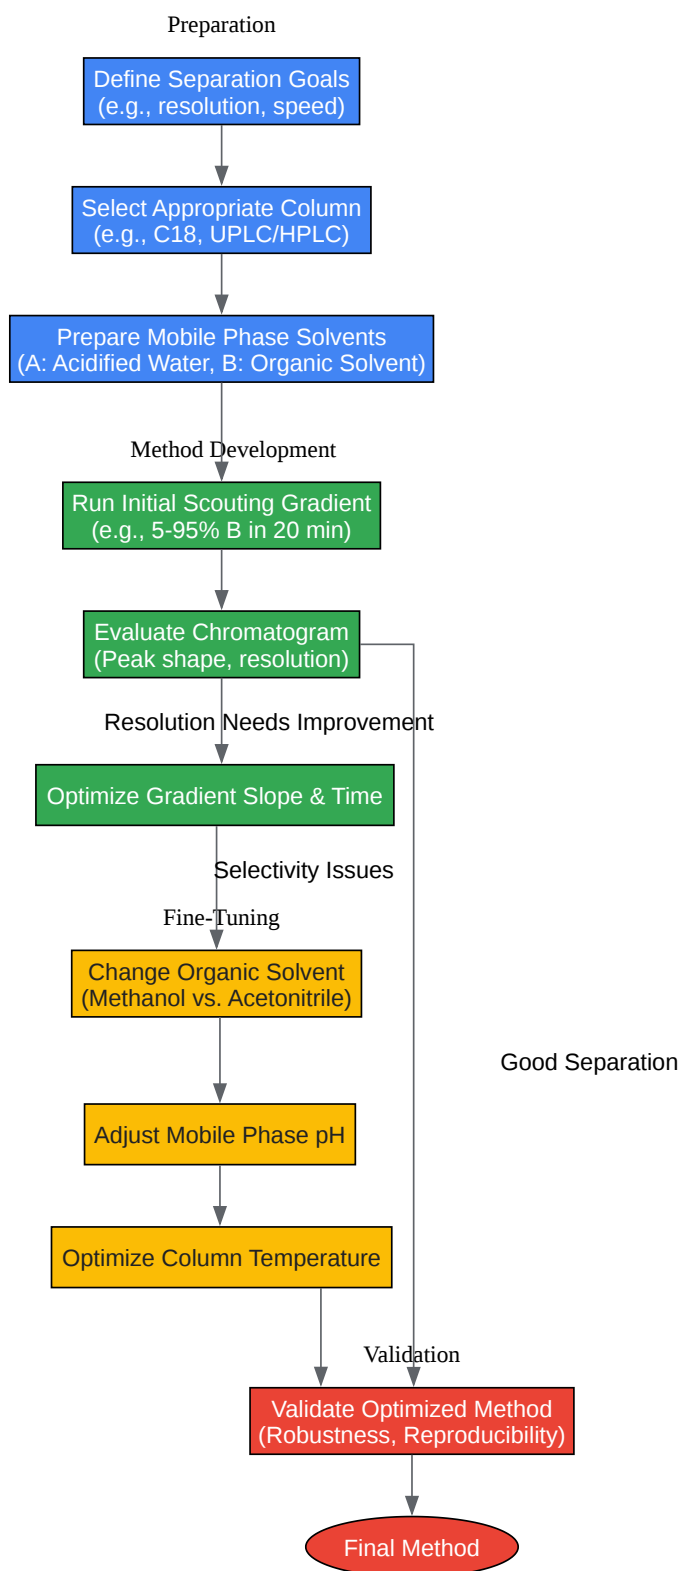 Preparation
Define Separation Goals
(e.g., resolution, speed)
Select Appropriate Column
(e.g., C18, UPLC/HPLC)
Prepare Mobile Phase Solvents
(A: Acidified Water, B: Organic Solvent)
Method Development
Run Initial Scouting Gradient
(e.g., 5-95% B in 20 min)
Evaluate Chromatogram
(Peak shape, resolution)
Resolution Needs Improvement
Optimize Gradient Slope & Time
Selectivity Issues
Fine-Tuning
Change Organic Solvent
(Methanol vs. Acetonitrile)
Good Separation
Adjust Mobile Phase pH
Optimize Column Temperature
Validation
Validate Optimized Method
(Robustness, Reproducibility)
Final Method